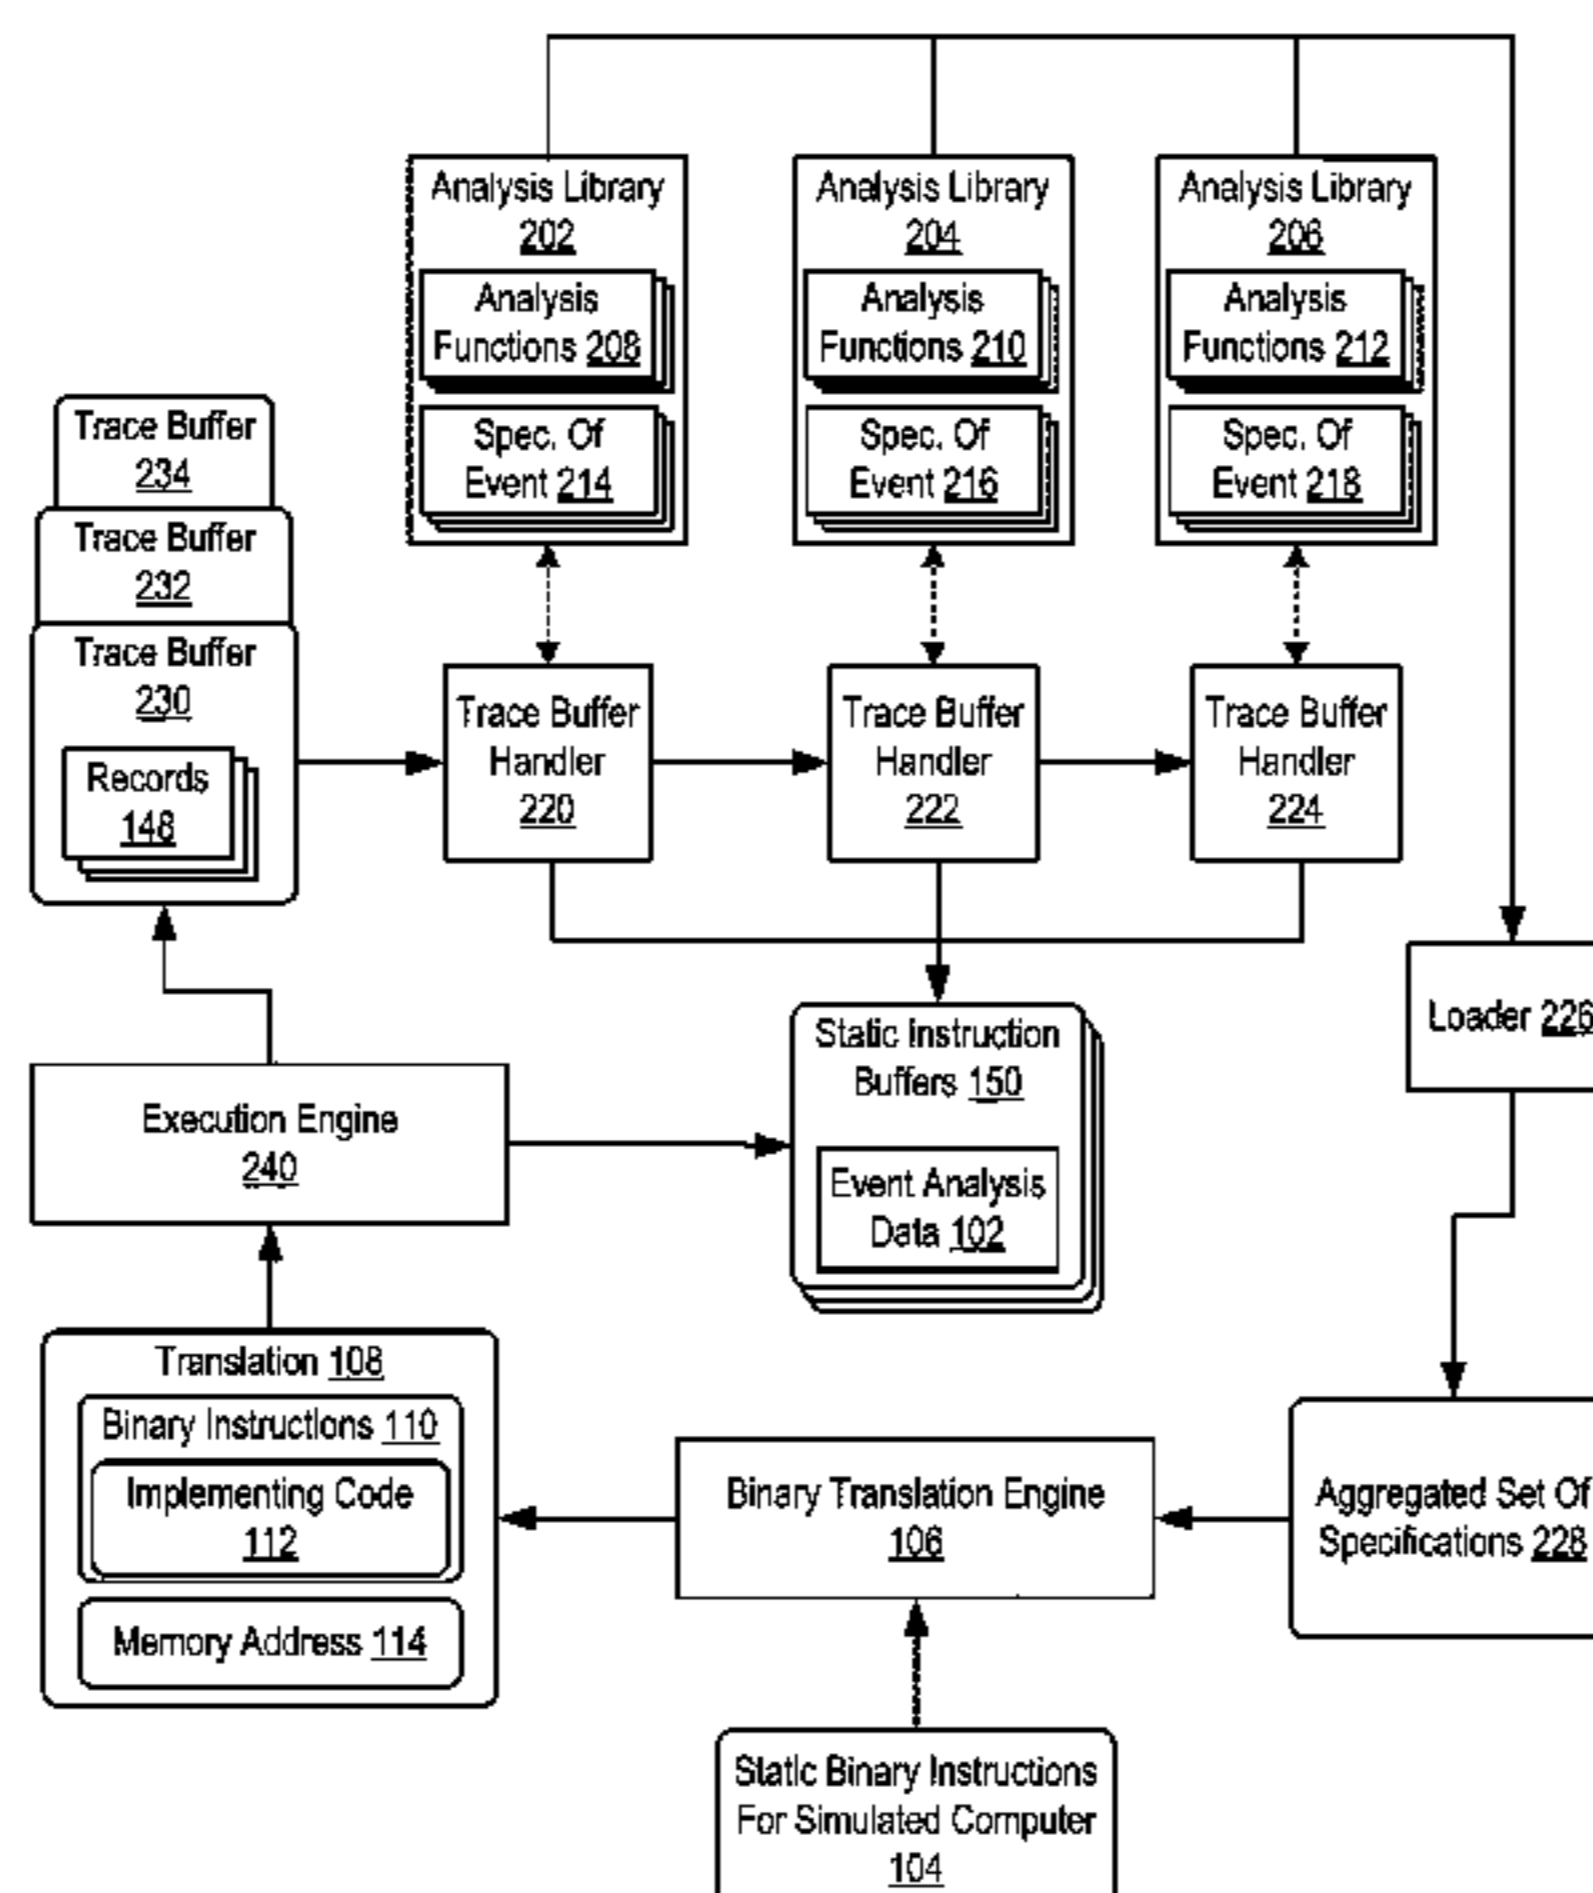 Analysis Library
202
Analysis
Functions 208
Spec. Of
Event 214
Analysis Library
204
Analysis
Functions 210
Spec. Of
Event 216
Analysis Library
206
Analysis
Functions 212
Spec. Of
Event 218
Trace Buffer
234
Trace Buffer
232
Trace Buffer
230
Records
148
Trace Buffer
Handler
220
Trace Buffer
Handler
222
Trace Buffer
Handler
224
Loader 226
Static Instruction
Buffers 150
Event Analysis
Data 102
Execution Engine
240
Translation 108
Binary Instructions 110
Implementing Code
112
Memory Address 114
Binary Translation Engine
106
Aggregated Set Of
Specifications 228
Static Binary Instructions
For Simulated Computer
104